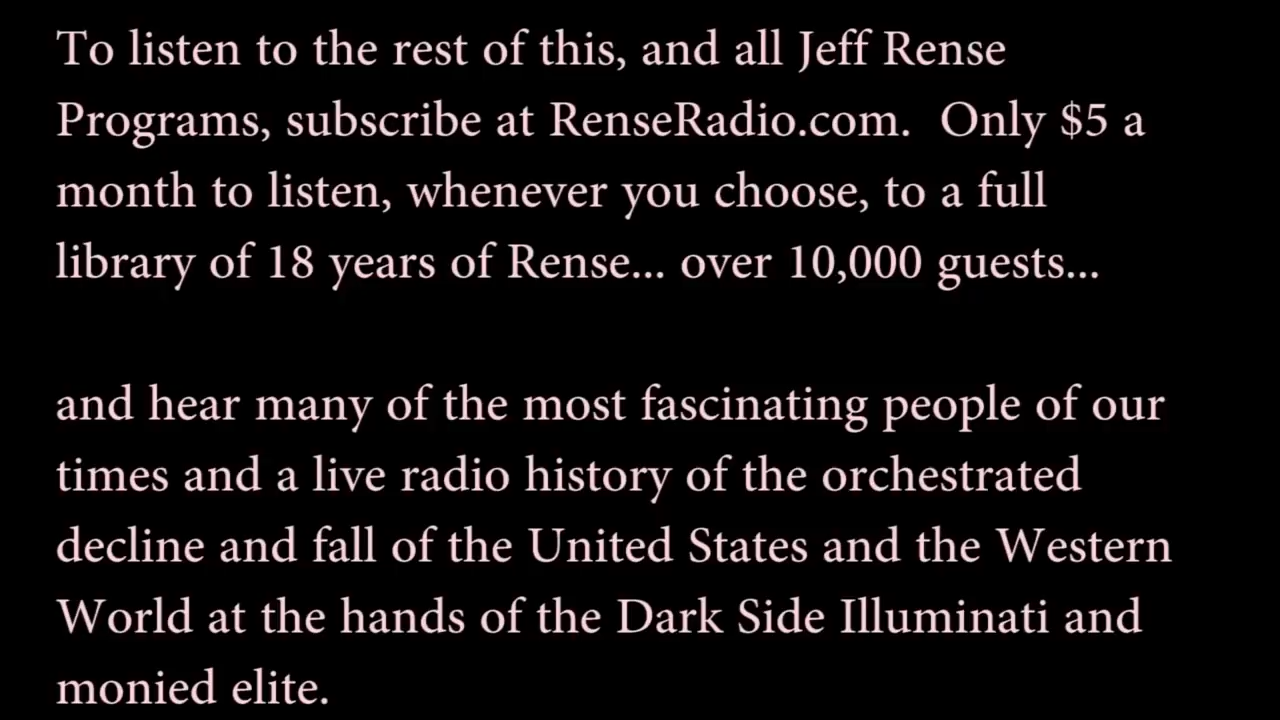 To listen to the rest of this, and all Jeff Rense
Programs, subscribe at RenseRadio.com.  Only $5 a
month to listen, whenever you choose, to a full
library of 18 years of Rense... over 10,000 guests...
and hear many of the most fascinating people of our
times and a live radio history of the orchestrated
decline and fall of the United States and the Western
World at the hands of the Dark Side Illuminati and
monied elite.